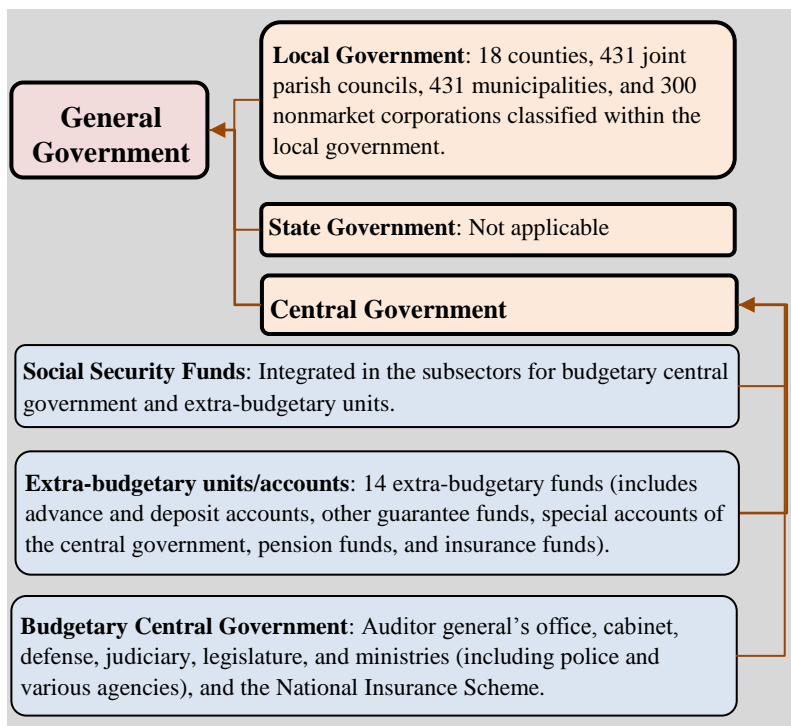 General
Government
Local Government: 18 counties, 431 joint
parish councils, 431 municipalities, and 300
nonmarket corporations classified within the
local government.
State Government: Not applicable
Central Government
Social Security Funds: Integrated in the subsectors for budgetary central
government and extra-budgetary units.
Extra-budgetary units/accounts: 14 extra-budgetary funds (includes
advance and deposit accounts, other guarantee funds, special accounts of
the central government, pension funds, and insurance funds).
Budgetary Central Government: Auditor general’s office, cabinet,
defense, judiciary, legislature, and ministries (including police and
various agencies), and the National Insurance Scheme.